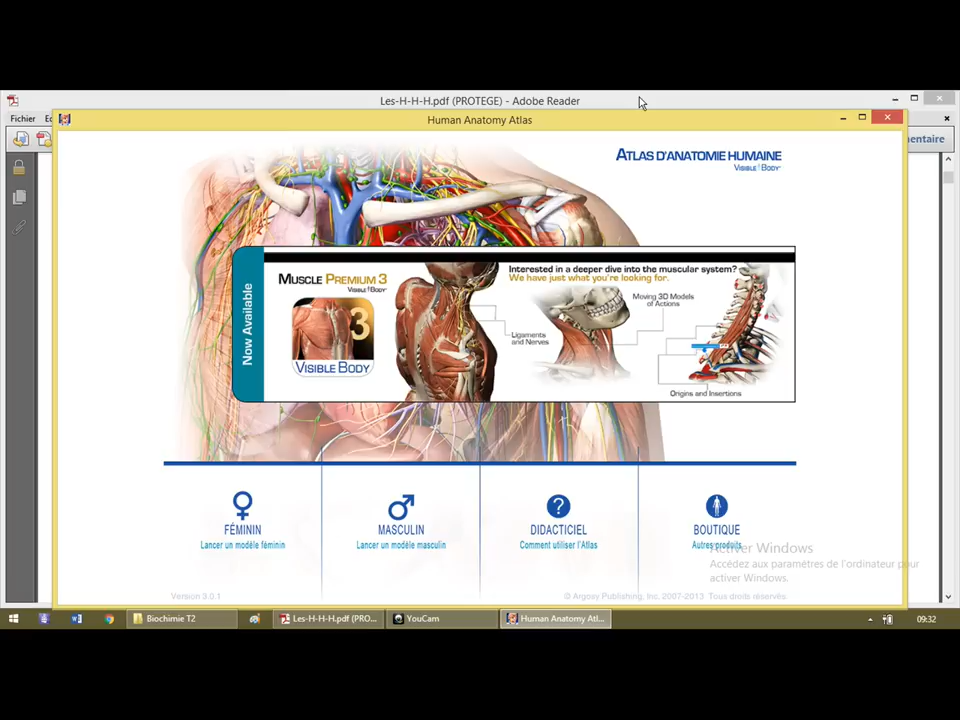 Les-H-H-H.pdf (PROTEGE) - Adobe Reader
Fichier
Human Anatomy Atlas
ATLAS D'ANATOMIE HUMAINE
VISIBLE BODY
Now Available
MUSCLE PREMIUM 3
VISIBLE BODY
3
VISIBLE BODY
Interested in a deeper dive into the muscular system?
We have just what you're looking for.
Moving 3D Models
of Actions
Ligaments
and Nerves
Origins and Insertions
FÉMININ
Lancer un modèle féminin
MASCULIN
Lancer un modèle masculin
?
DIDACTICIEL
Comment utiliser l'Atlas
BOUTIQUE
Autres produits
Activer Windows
Accédez aux paramètres de l'ordinateur pour
activer Windows.
Version 3.0.1
© Argosy Publishing, Inc, 2007-2013 Tous droits réservés.
Biochimie T2
Les-H-H-H.pdf (PRO...
YouCam
Human Anatomy Atl...
09:32